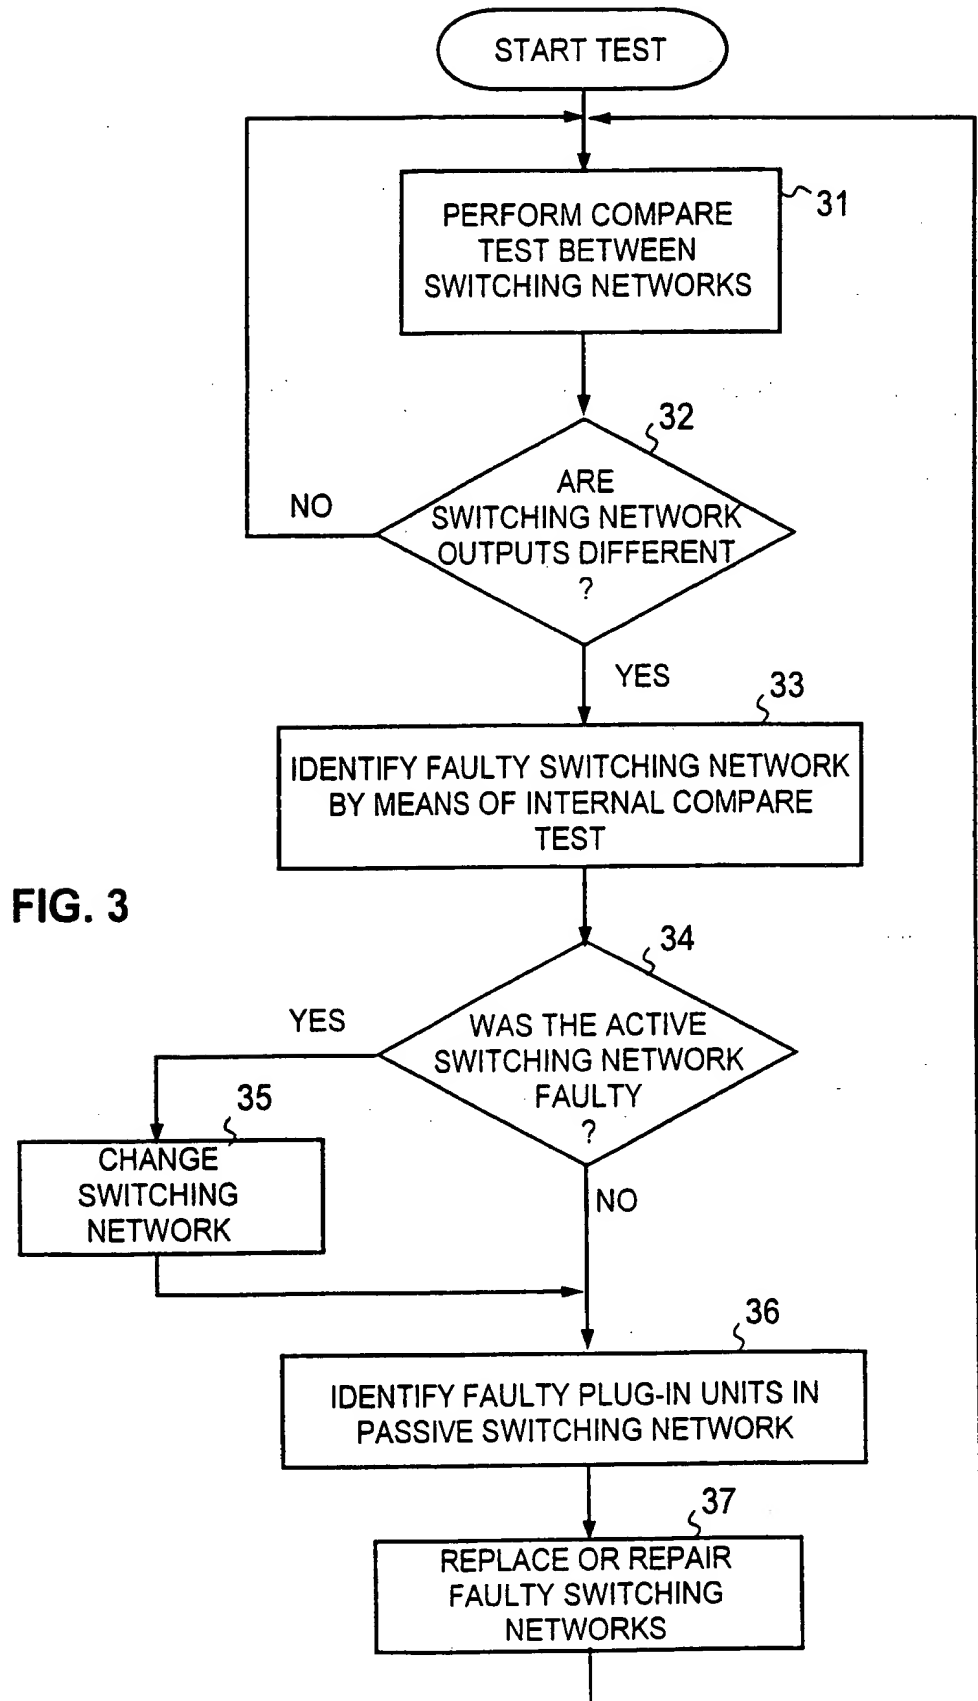 START TEST
31
PERFORM COMPARE
TEST BETWEEN
SWITCHING NETWORKS
32
ARE
SWITCHING NETWORK
OUTPUTS DIFFERENT
?
NO
YES
33
IDENTIFY FAULTY SWITCHING NETWORK
BY MEANS OF INTERNAL COMPARE
TEST
FIG. 3
34
WAS THE ACTIVE
SWITCHING NETWORK
FAULTY
?
YES
NO
35
CHANGE
SWITCHING
NETWORK
36
IDENTIFY FAULTY PLUG-IN UNITS IN
PASSIVE SWITCHING NETWORK
37
REPLACE OR REPAIR
FAULTY SWITCHING
NETWORKS